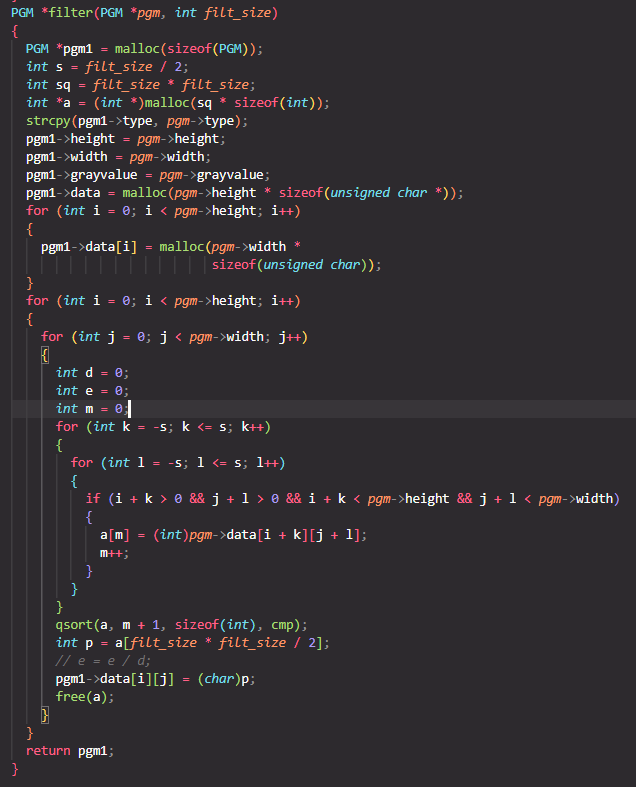 PGM *filter(PGM *pgm, int filt_size)
{
PGM *pgm1 = malloc(sizeof(PGM));
int s = filt_size / 2;
int sq = filt_size * filt_size;
int *a = (int *)malloc(sq * sizeof(int));
strcpy(pgm1->type, pgm->type);
pgm1->height = pgm->height;
pgm1->width = pgm->width;
pgm1->grayvalue = pgm->grayvalue;
pgm1->data = malloc(pgm->height * sizeof(unsigned char *));
for (int i = 0; i < pgm->height; i++)
{
pgm1->data[i] = malloc(pgm->width *
sizeof(unsigned char));
}
for (int i = 0; i < pgm->height; i++)
{
for (int j = 0; j < pgm->width; j++)
{
int d = 0;
int e = 0;
int m = 0;
for (int k = -s; k <= s; k++)
{
for (int l = -s; l <= s; l++)
{
if (i + k > 0 && j + l > 0 && i + k < pgm->height && j + l < pgm->width)
{
a[m] = (int)pgm->data[i + k][j + l];
m++;
}
}
}
qsort(a, m + 1, sizeof(int), cmp);
int p = a[filt_size * filt_size / 2];
// e = e / d;
pgm1->data[i][j] = (char)p;
free(a);
}
}
return pgm1;
}